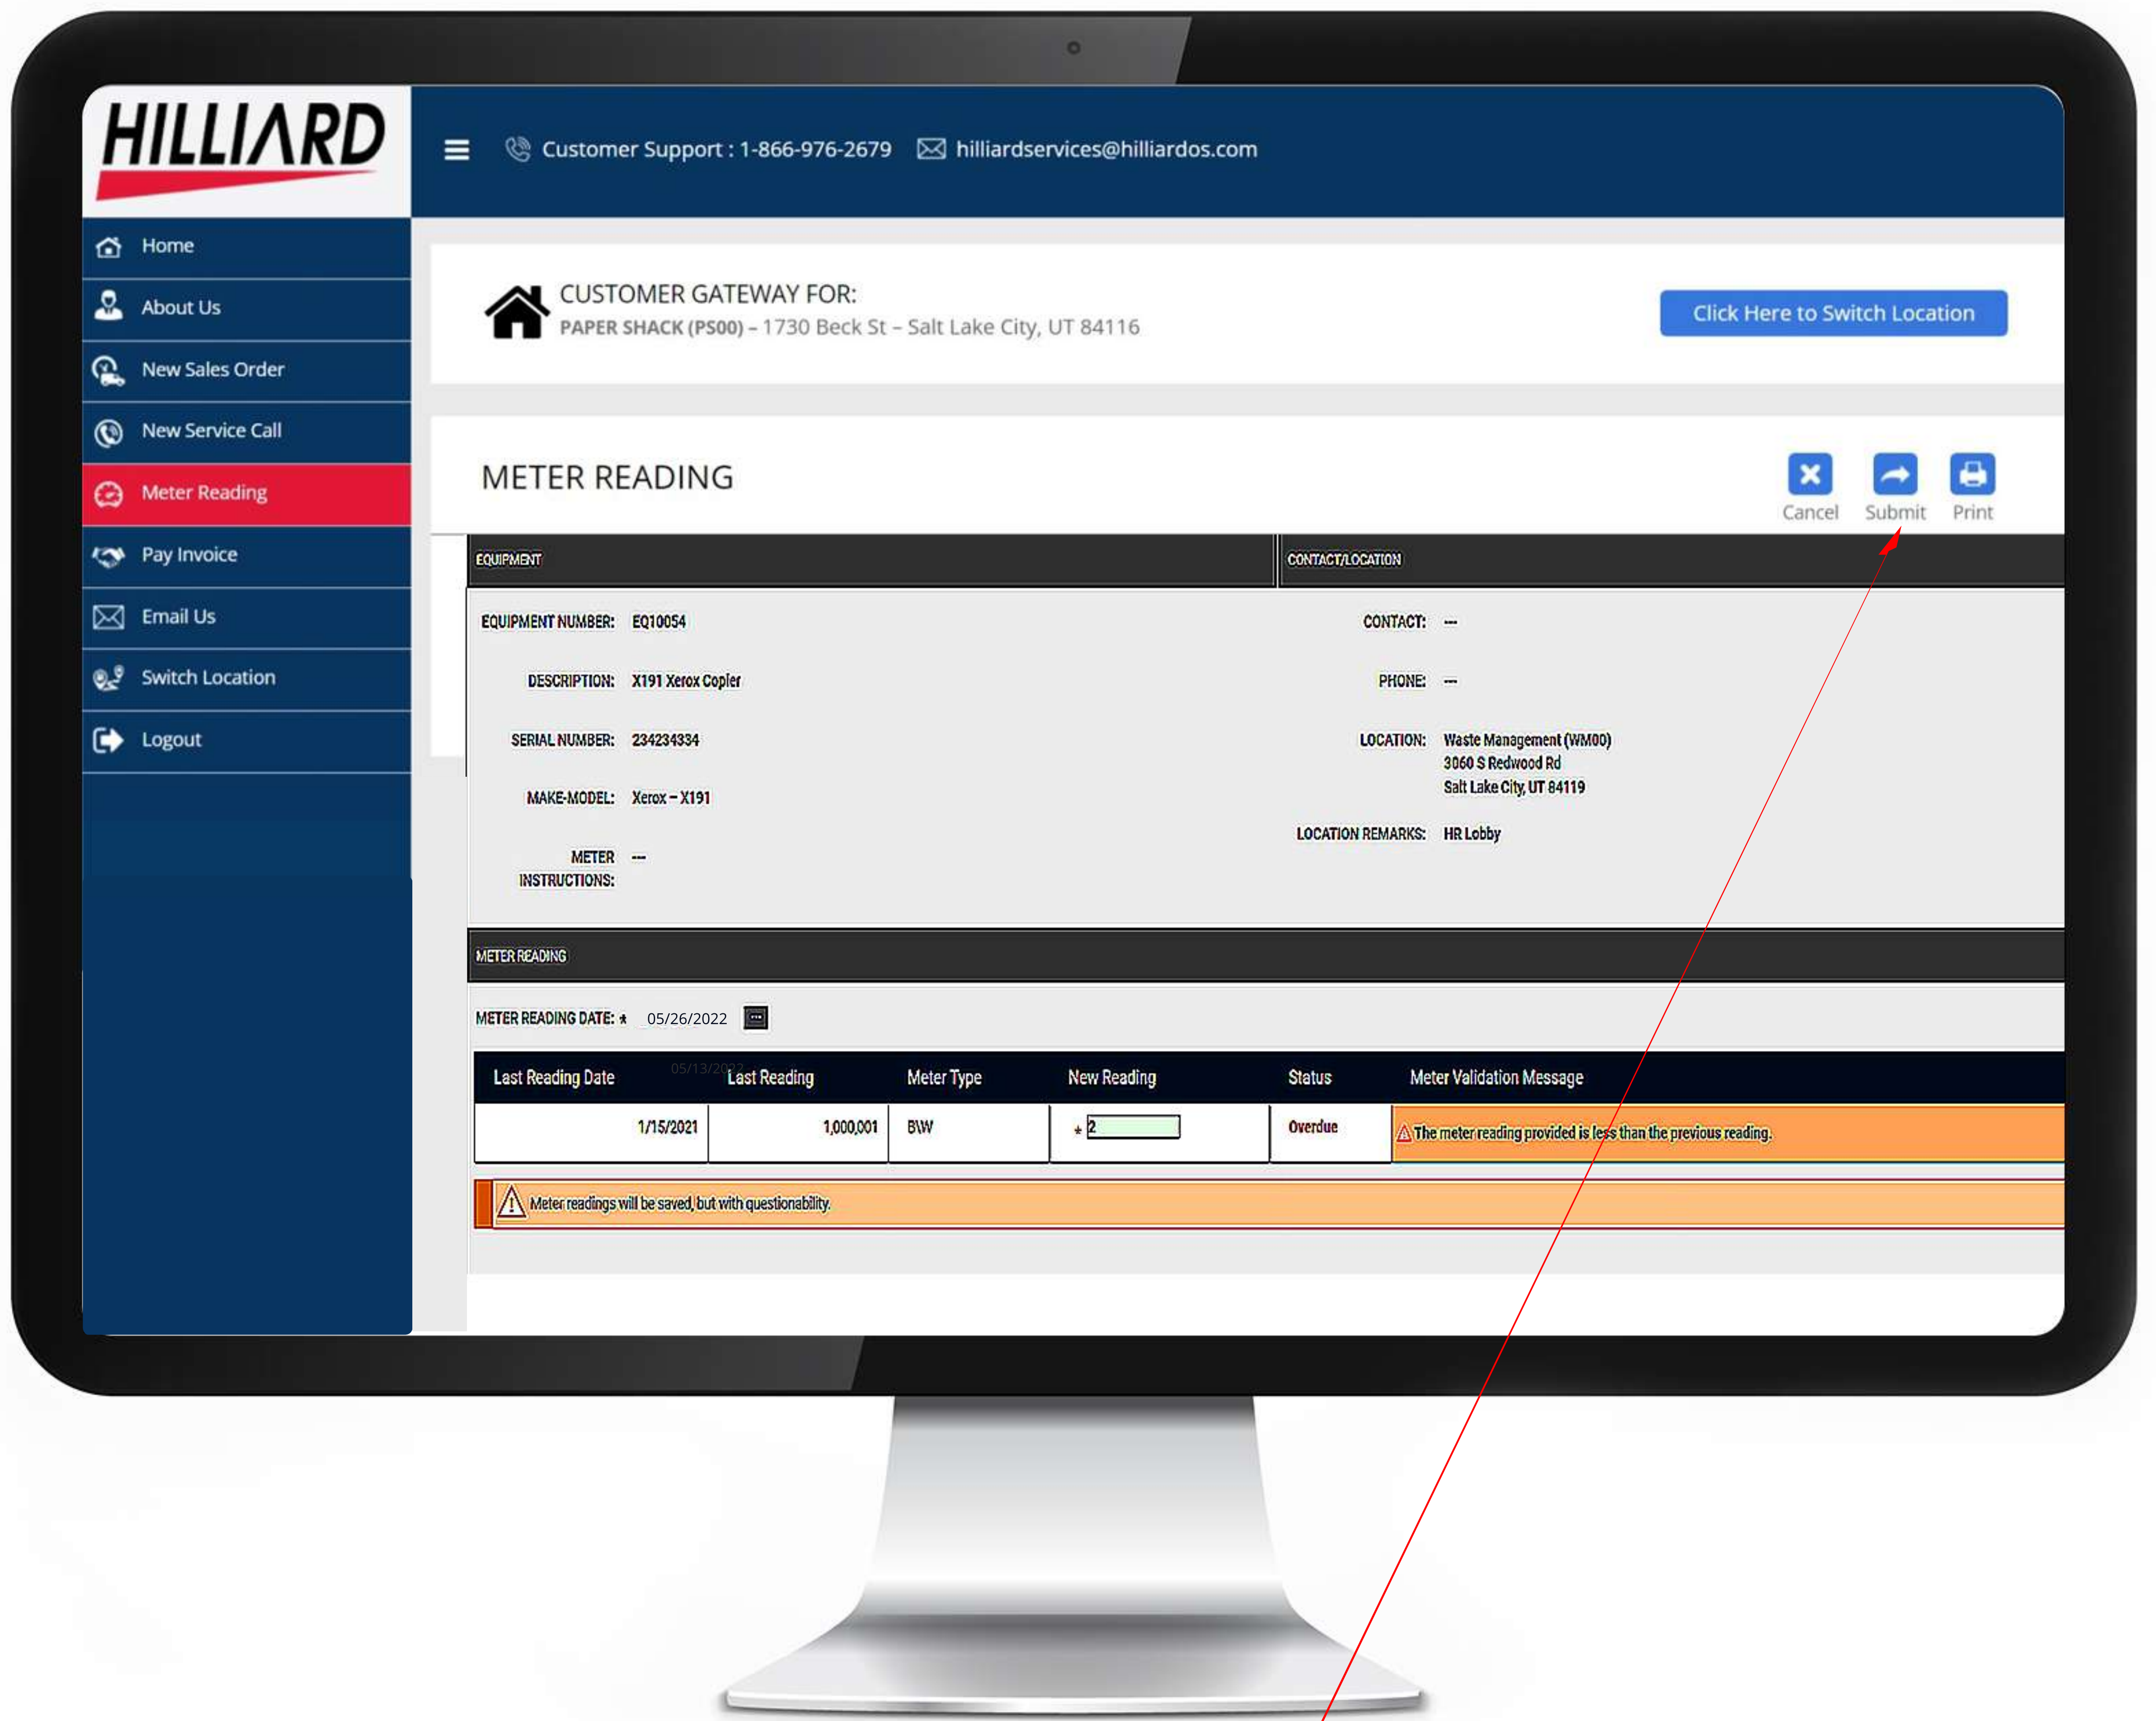 HILLIARD
Customer Support : 1-866-976-2679 hilliardservices@hilliardos.com
Home
About Us
New Sales Order
New Service Call
Meter Reading
Pay Invoice
Email Us
Switch Location
Logout
CUSTOMER GATEWAY FOR:
PAPER SHACK (PS00) – 1730 Beck St – Salt Lake City, UT 84116
Click Here to Switch Location
METER READING
Cancel Submit Print
EQUIPMENT CONTACT/LOCATION
EQUIPMENT NUMBER: EQ10054
DESCRIPTION: X191 Xerox Copier
SERIAL NUMBER: 234234334
MAKE-MODEL: Xerox – X191
METER INSTRUCTIONS: ---
CONTACT: ---
PHONE: ---
LOCATION: Waste Management (WM00)
3060 S Redwood Rd
Salt Lake City, UT 84119
LOCATION REMARKS: HR Lobby
METER READING
METER READING DATE: * 05/26/2022
05/13/2022
Last Reading Date Last Reading Meter Type New Reading Status Meter Validation Message
1/15/2021 1,000,001 B\W * 2 Overdue The meter reading provided is less than the previous reading.
Meter readings will be saved, but with questionability.